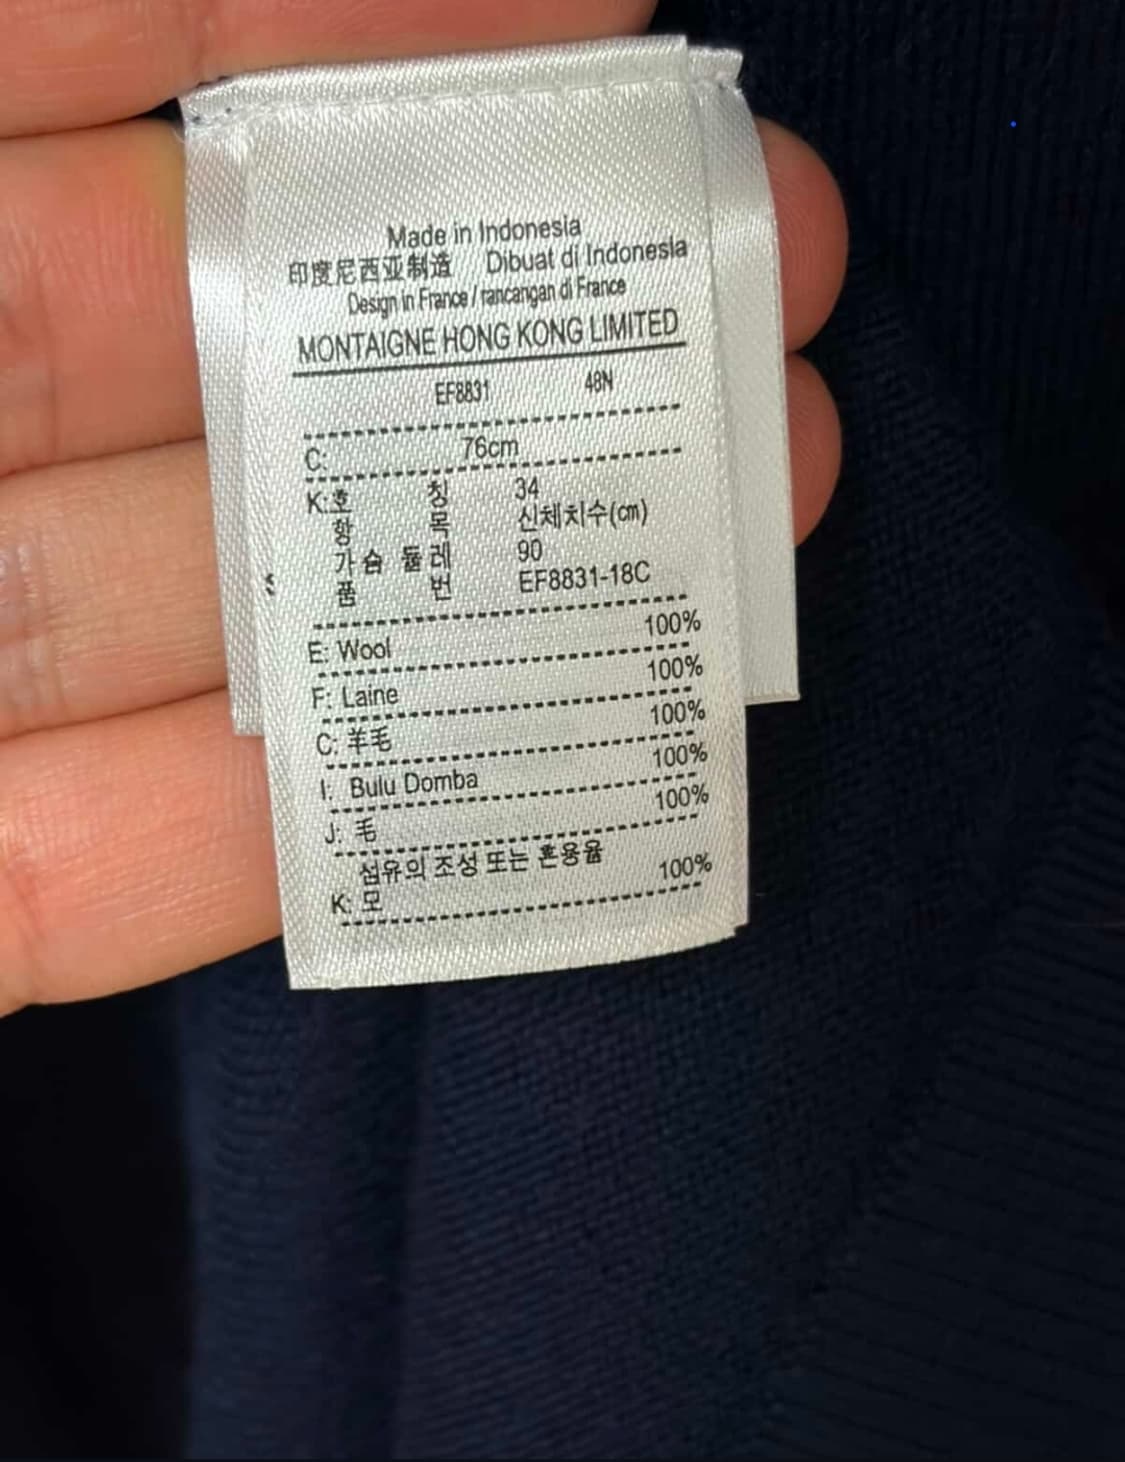 Made in Indonesia
印度尼西亚制造 Dibuat di Indonesia
Design in France / rancangan di France
MONTAIGNE HONG KONG LIMITED
EF8831 48N
C: 76cm
K:호 칭 34
항 목 신체치수(cm)
가슴 둘레 90
품 번 EF8831-18C
E: Wool 100%
F: Laine 100%
C: 羊毛 100%
I: Bulu Domba 100%
J: 毛 100%
섬유의 조성 또는 혼용율
K: 모 100%